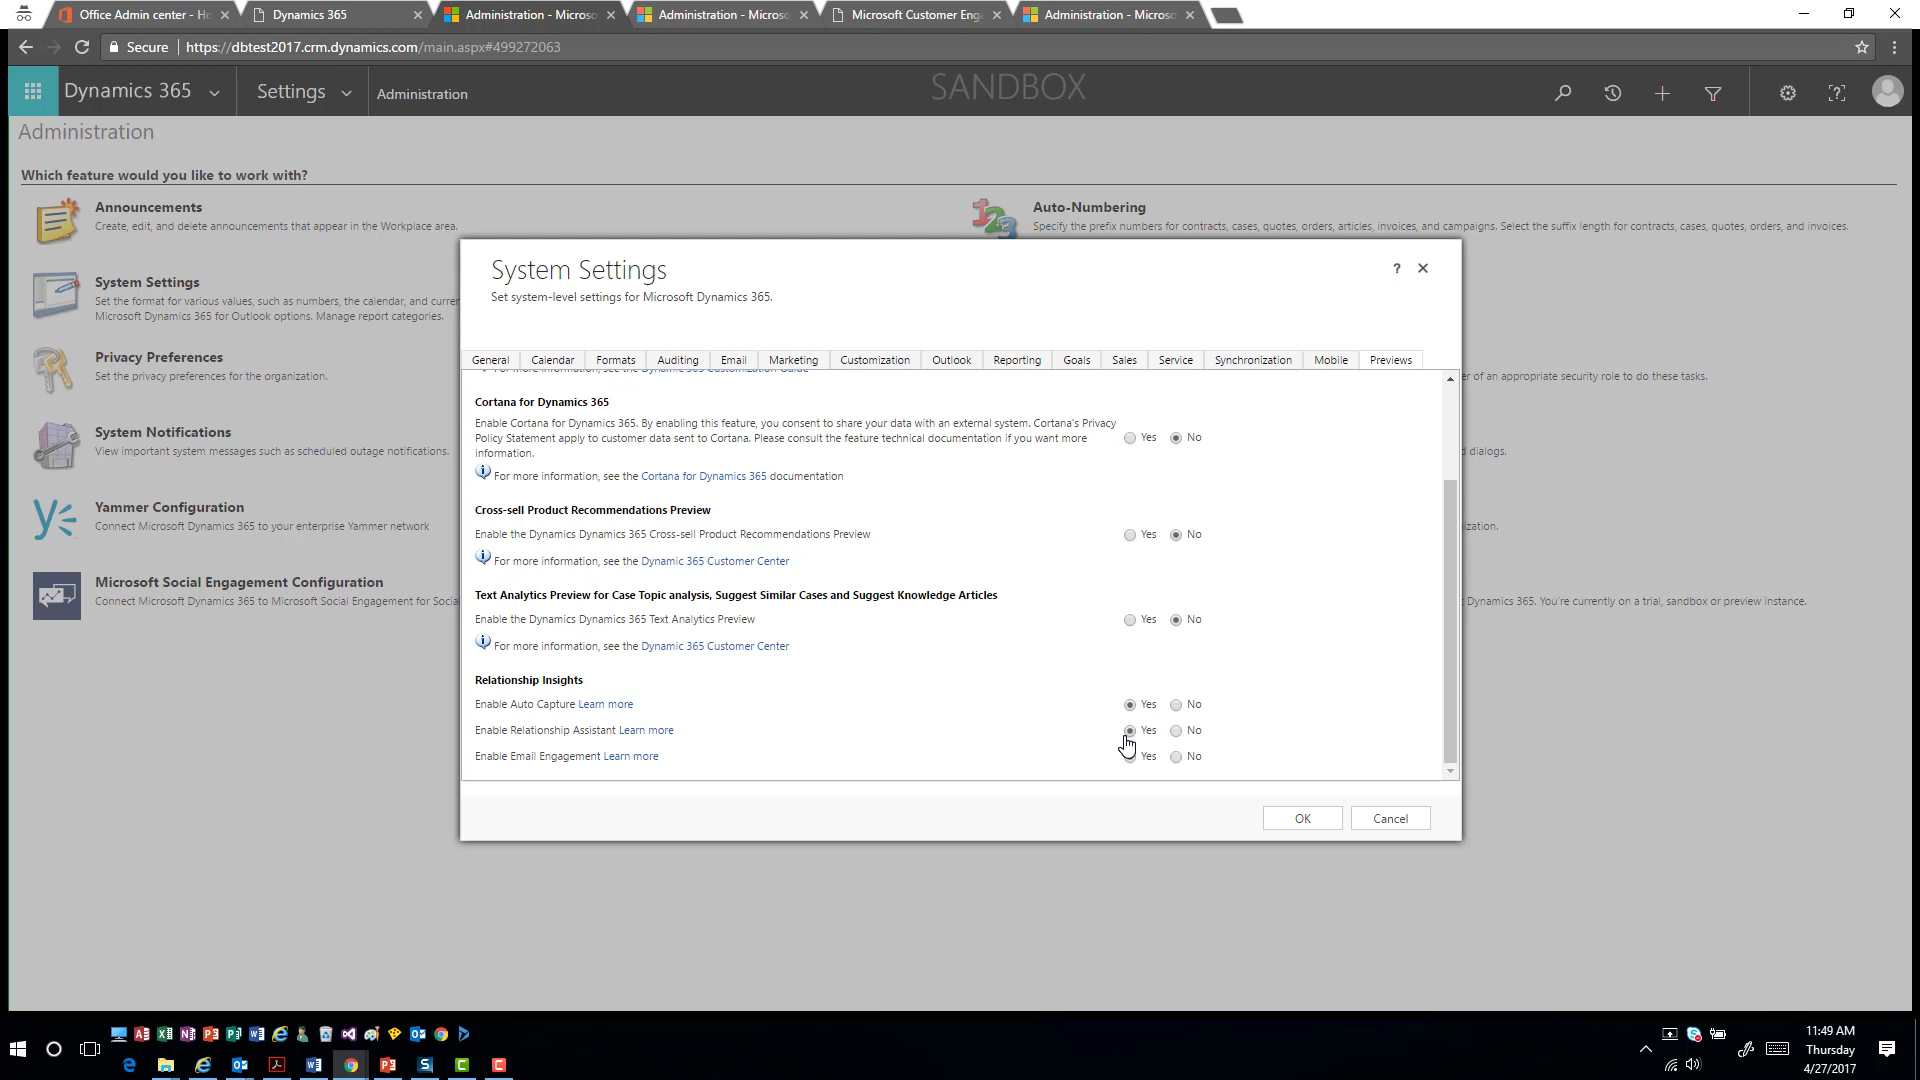 Office Admin center - Ho
Dynamics 365
Administration - Microso
Administration - Microso
Microsoft Customer Eng
Administration - Microso
Secure
https://dbtest2017.crm.dynamics.com/main.aspx#499272063
Dynamics 365
Settings
Administration
SANDBOX
Administration
Which feature would you like to work with?
Announcements
Create, edit, and delete announcements that appear in the Workplace area.
Auto-Numbering
Specify the prefix numbers for contracts, cases, quotes, orders, articles, invoices, and campaigns. Select the suffix length for contracts, cases, quotes, orders, and invoices.
System Settings
Set the format for various values, such as numbers, the calendar, and curre
Microsoft Dynamics 365 for Outlook options. Manage report categories.
Privacy Preferences
Set the privacy preferences for the organization.
er of an appropriate security role to do these tasks.
System Notifications
View important system messages such as scheduled outage notifications.
d dialogs.
Yammer Configuration
Connect Microsoft Dynamics 365 to your enterprise Yammer network
ization.
Microsoft Social Engagement Configuration
Connect Microsoft Dynamics 365 to Microsoft Social Engagement for Social
Dynamics 365. You're currently on a trial, sandbox or preview instance.
System Settings
Set system-level settings for Microsoft Dynamics 365.
General Calendar Formats Auditing Email Marketing Customization Outlook Reporting Goals Sales Service Synchronization Mobile Previews
For more information, see the Dynamic 365 Customization Guide
Cortana for Dynamics 365
Enable Cortana for Dynamics 365. By enabling this feature, you consent to share your data with an external system. Cortana's Privacy
Policy Statement apply to customer data sent to Cortana. Please consult the feature technical documentation if you want more
information.
Yes No
For more information, see the Cortana for Dynamics 365 documentation
Cross-sell Product Recommendations Preview
Enable the Dynamics Dynamics 365 Cross-sell Product Recommendations Preview Yes No
For more information, see the Dynamic 365 Customer Center
Text Analytics Preview for Case Topic analysis, Suggest Similar Cases and Suggest Knowledge Articles
Enable the Dynamics Dynamics 365 Text Analytics Preview Yes No
For more information, see the Dynamic 365 Customer Center
Relationship Insights
Enable Auto Capture Learn more Yes No
Enable Relationship Assistant Learn more Yes No
Enable Email Engagement Learn more Yes No
OK Cancel
11:49 AM
Thursday
4/27/2017